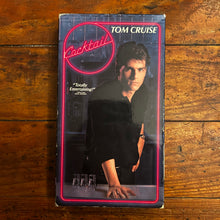 TOM CRUISE
Cocktail
"Totally
Entertaining!"